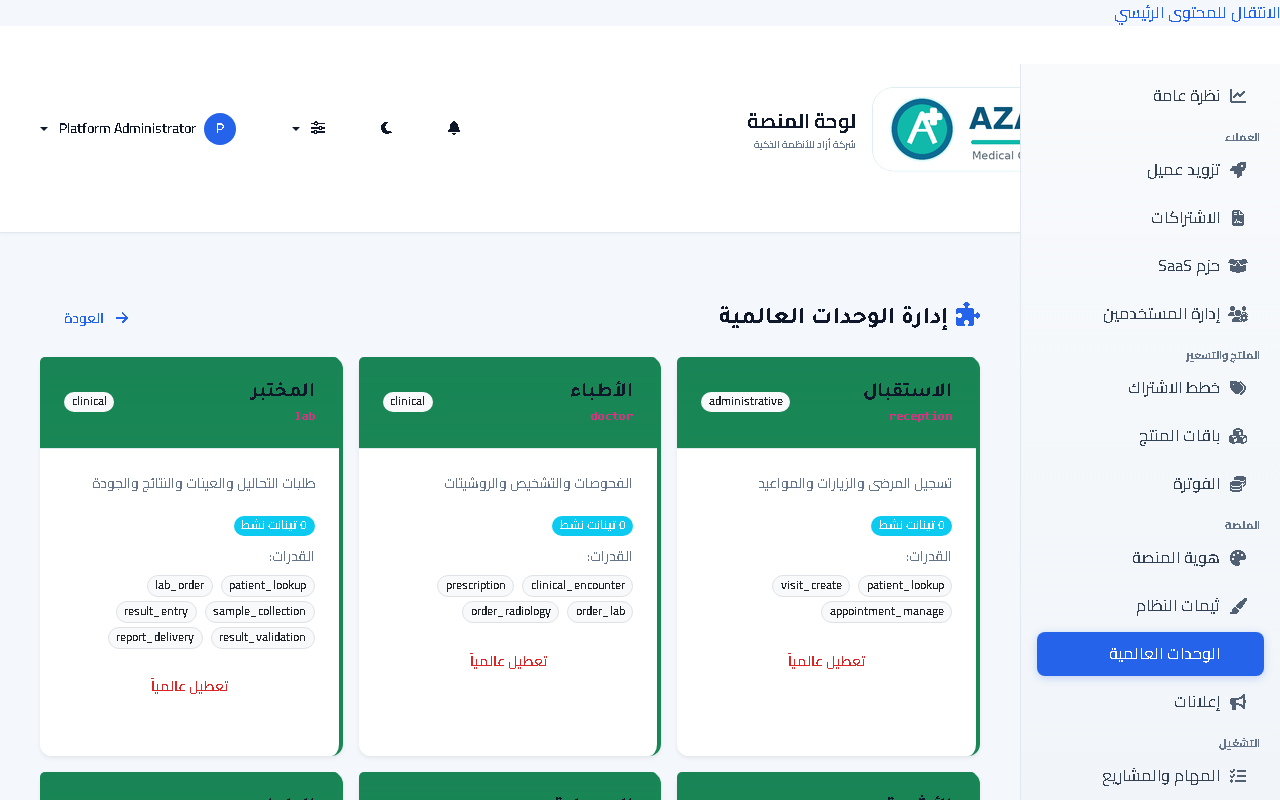 الانتقال للمحتوى الرئيسي
لوحة المنصة
شركة أزاد للأنظمة الذكية
Medical
Platform Administrator
P
نظرة عامة
العملاء
تزويد عميل
الاشتراكات
حزم SaaS
إدارة المستخدمين
المنتج والتسعير
خطط الاشتراك
باقات المنتج
الفوترة
المنصة
هوية المنصة
ثيمات النظام
الوحدات العالمية
إعلانات
التشغيل
المهام والمشاريع
إدارة الوحدات العالمية
العودة
الاستقبال
reception
administrative
تسجيل المرضى والزيارات والمواعيد
0 تينانت نشط
القدرات:
patient_lookup visit_create
appointment_manage
تعطيل عالمياً
الأطباء
doctor
clinical
الفحوصات والتشخيص والروشيتات
0 تينانت نشط
القدرات:
clinical_encounter prescription
order_lab order_radiology
تعطيل عالمياً
المختبر
lab
clinical
طلبات التحاليل والعينات والنتائج والجودة
0 تينانت نشط
القدرات:
patient_lookup lab_order
sample_collection result_entry
result_validation report_delivery
تعطيل عالمياً